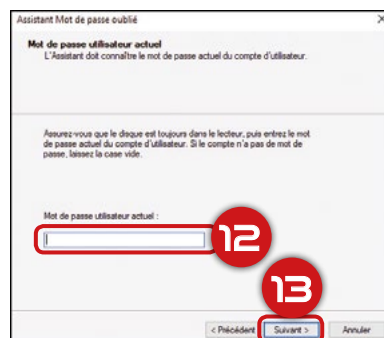 Assistant Mot de passe oublié
Mot de passe utilisateur actuel
L'Assistant doit connaître le mot de passe actuel du compte d'utilisateur.
Assurez-vous que le disque est toujours dans le lecteur, puis entrez le mot
de passe actuel du compte d'utilisateur. Si le compte n'a pas de mot de
passe, laissez la case vide.
Mot de passe utilisateur actuel :
12
13
< Précédent Suivant > Annuler